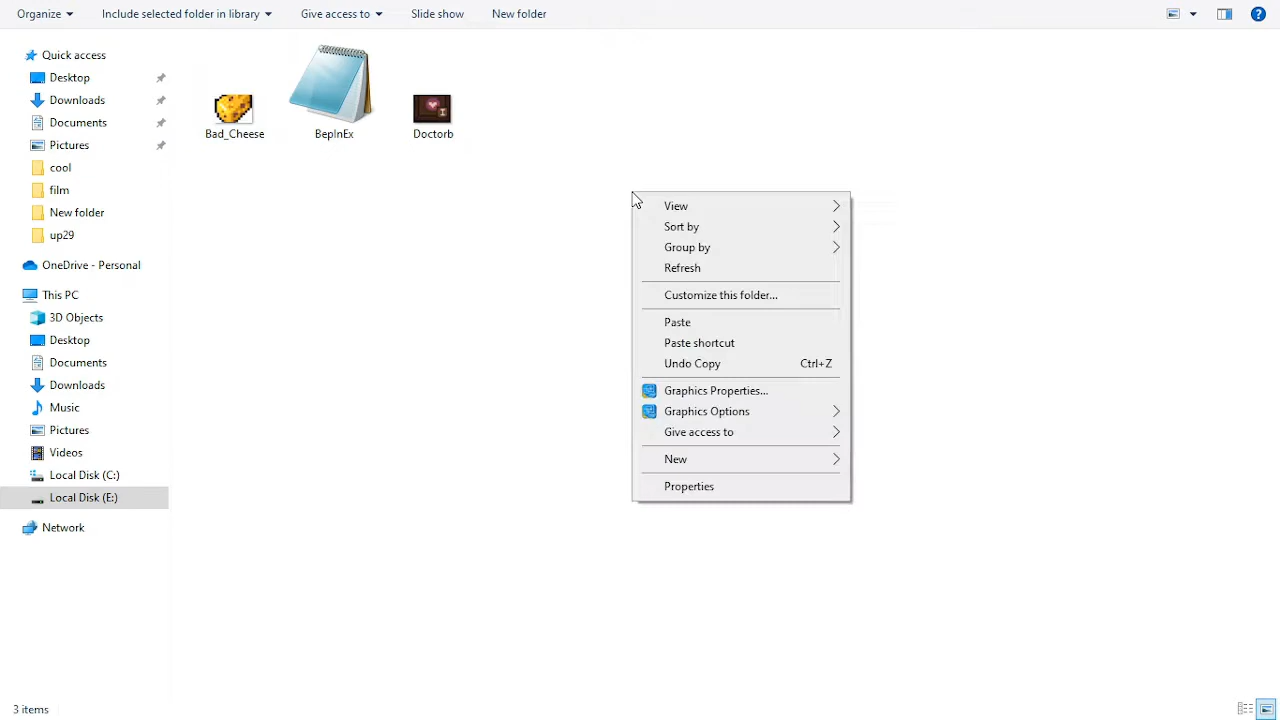 Organize
Include selected folder in library
Give access to
Slide show
New folder
Quick access
Desktop
Downloads
Documents
Pictures
cool
film
New folder
up29
OneDrive - Personal
This PC
3D Objects
Desktop
Documents
Downloads
Music
Pictures
Videos
Local Disk (C:)
Local Disk (E:)
Network
Bad_Cheese
BepInEx
Doctorb
View
Sort by
Group by
Refresh
Customize this folder...
Paste
Paste shortcut
Undo Copy Ctrl+Z
Graphics Properties...
Graphics Options
Give access to
New
Properties
3 items